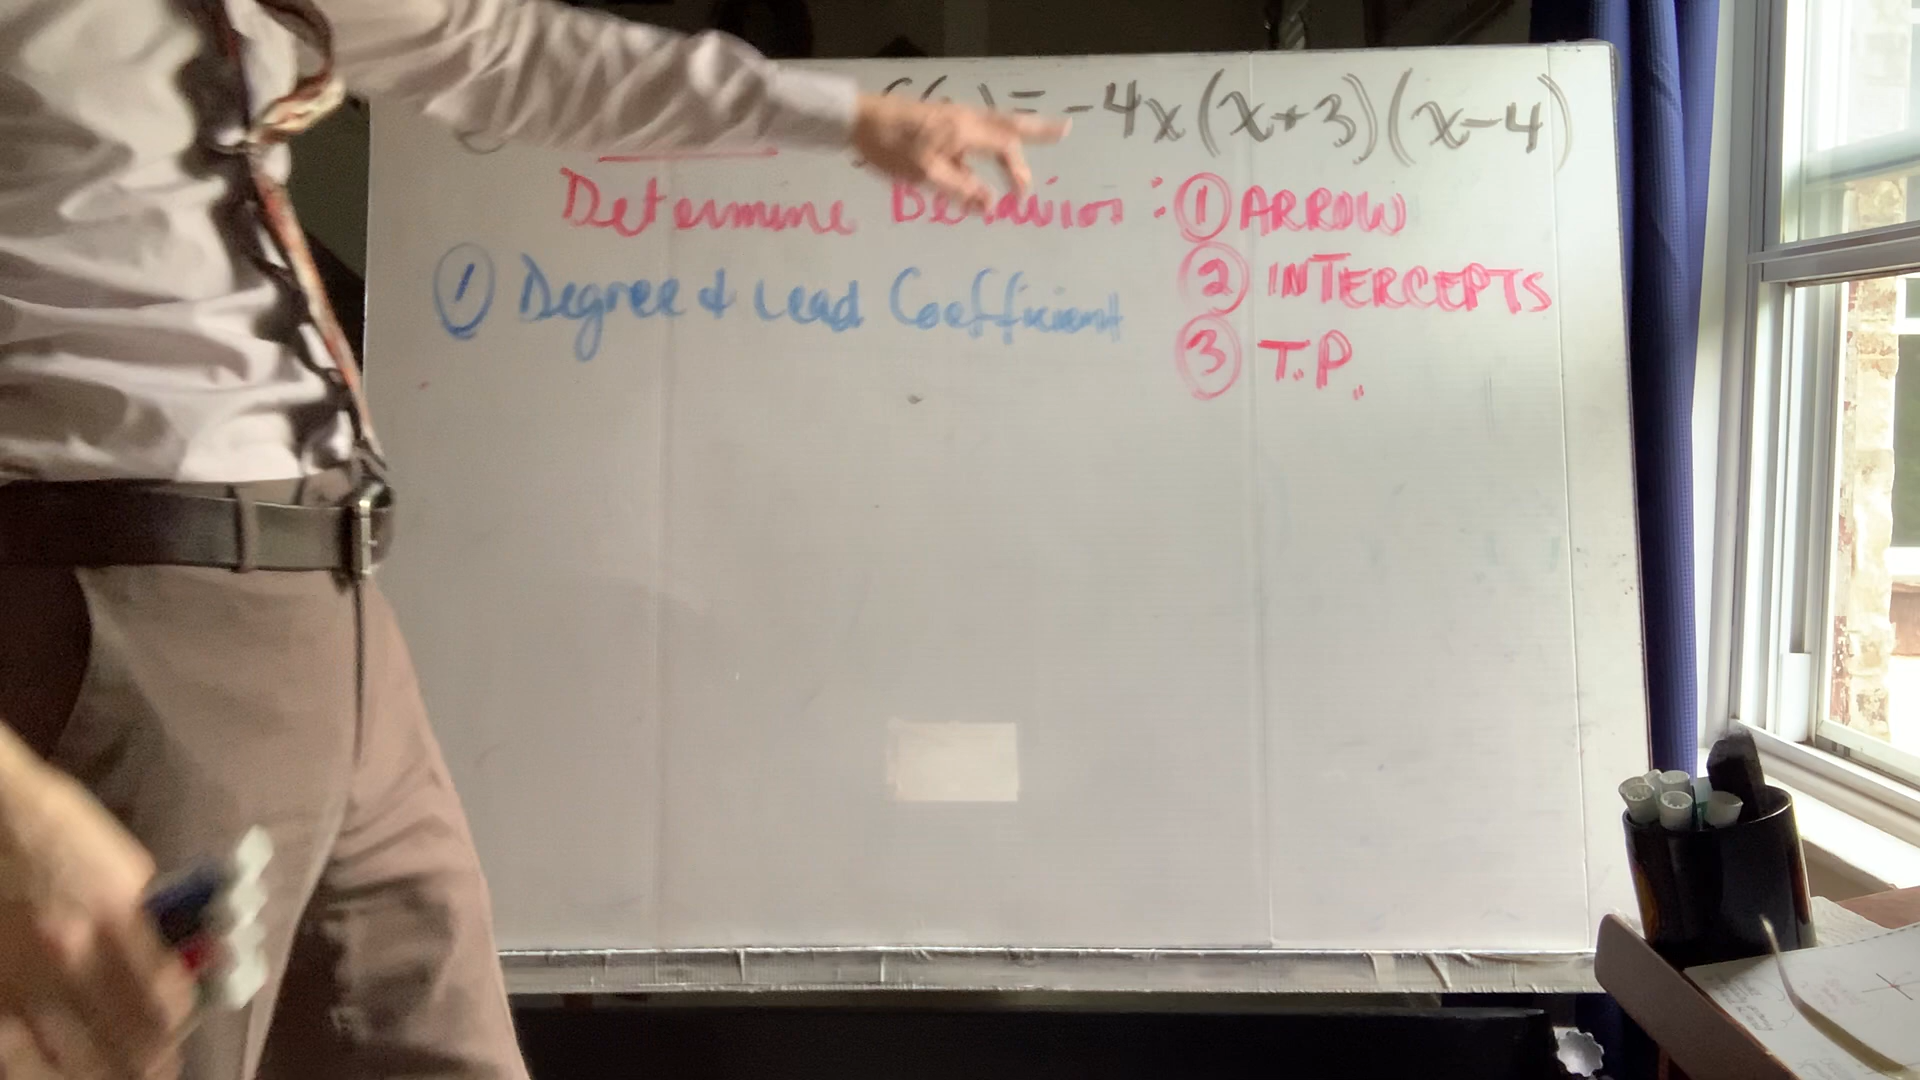 = -4x(x+3)(x-4)
Determine Behavior : ① ARROW
① Degree & Lead Coefficient
② INTERCEPTS
③ T.P.